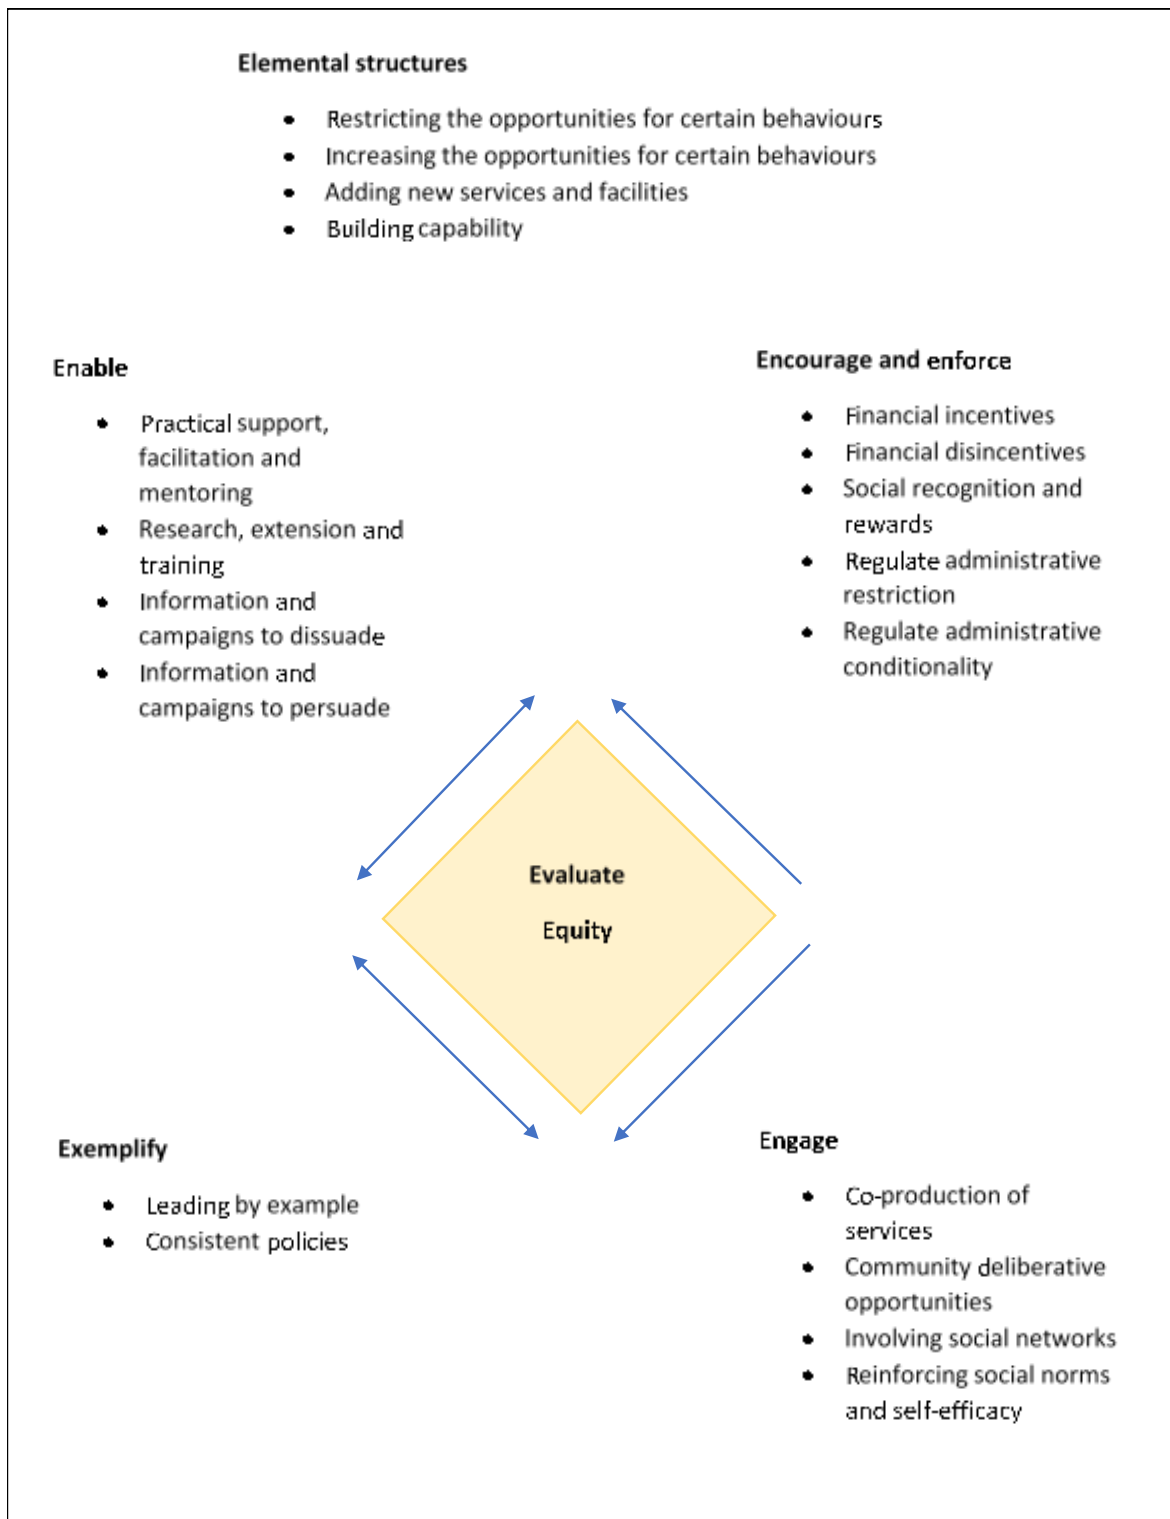 Elemental structures
• Restricting the opportunities for certain behaviours
• Increasing the opportunities for certain behaviours
• Adding new services and facilities
• Building capability
Enable
• Practical support,
facilitation and
mentoring
• Research, extension and
training
• Information and
campaigns to dissuade
• Information and
campaigns to persuade
Encourage and enforce
• Financial incentives
• Financial disincentives
• Social recognition and
rewards
• Regulate administrative
restriction
• Regulate administrative
conditionality
Evaluate
Equity
Exemplify
• Leading by example
• Consistent policies
Engage
• Co-production of
services
• Community deliberative
opportunities
• Involving social networks
• Reinforcing social norms
and self-efficacy